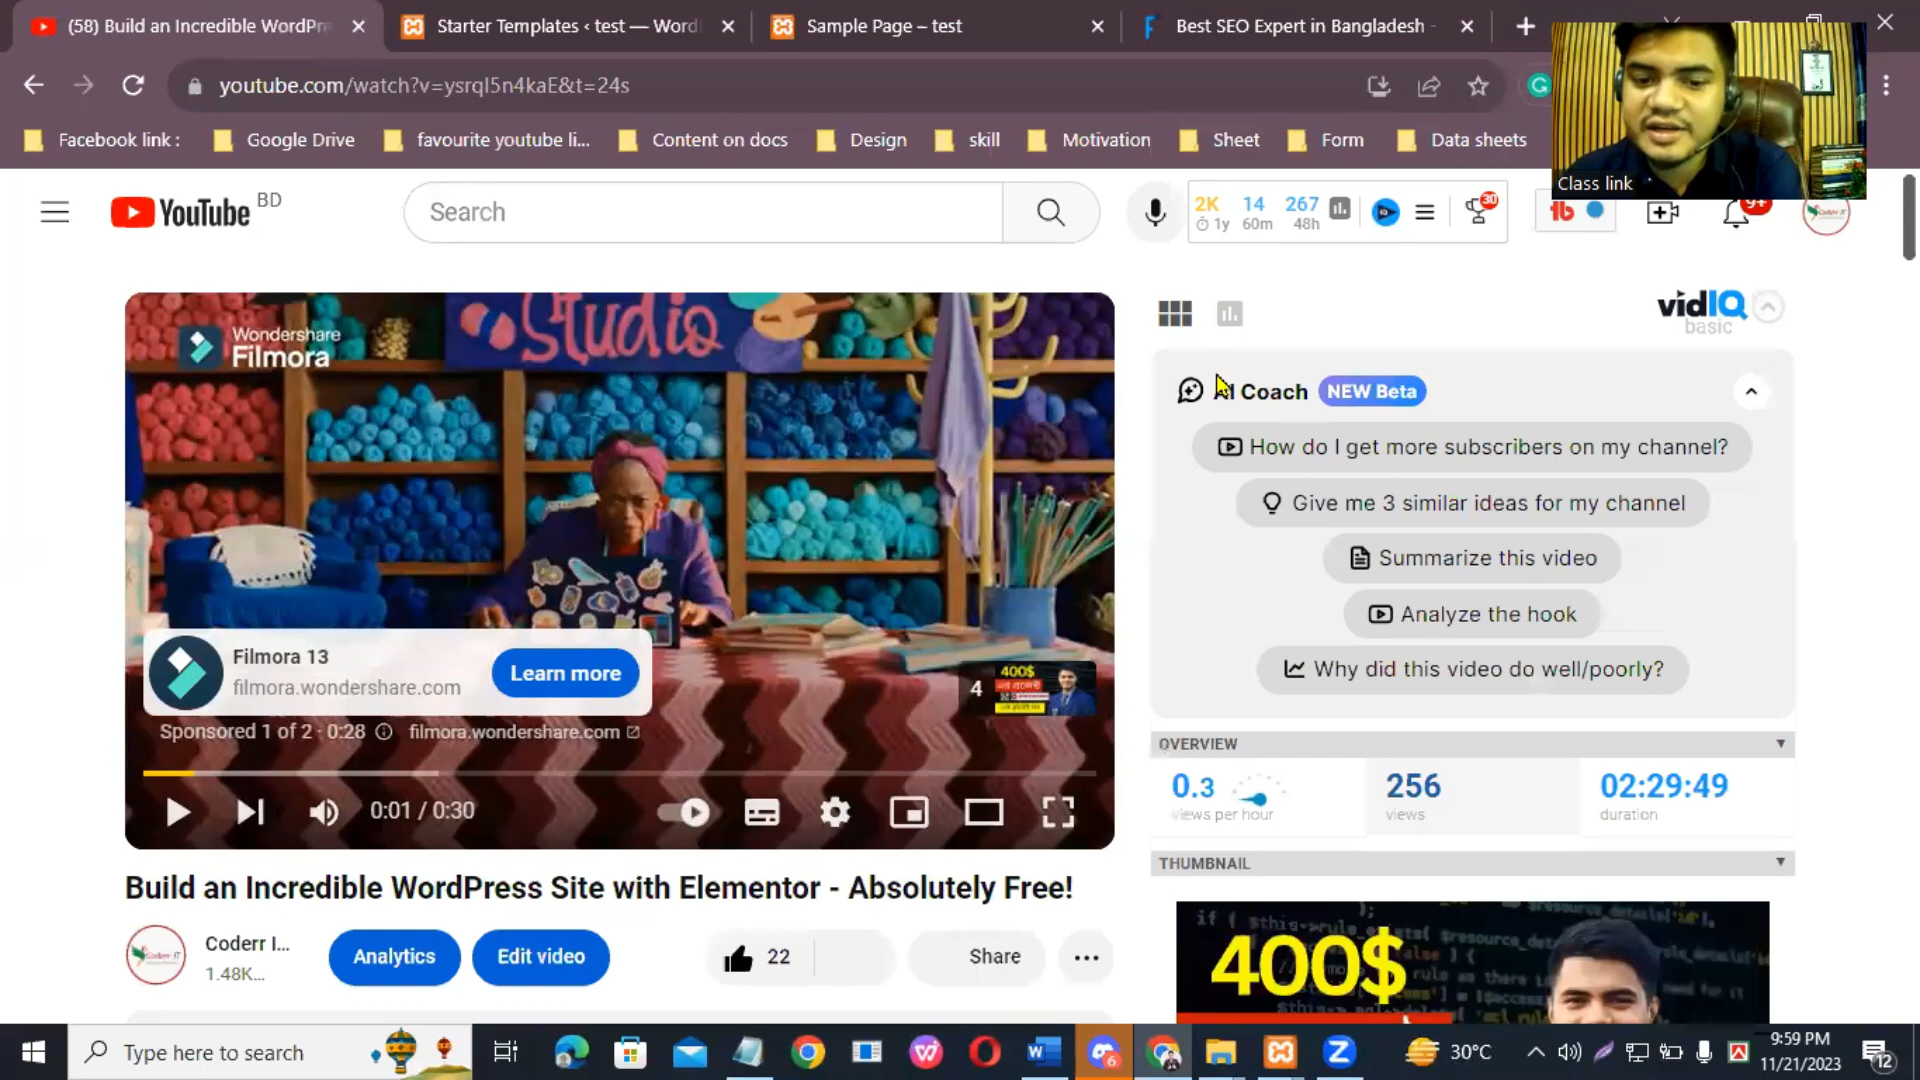 (58) Build an Incredible WordPre
Starter Templates ‹ test — Word
Sample Page – test
Best SEO Expert in Bangladesh -
youtube.com/watch?v=ysrqI5n4kaE&t=24s
Facebook link :
Google Drive
favourite youtube li...
Content on docs
Design
skill
Motivation
Sheet
Form
Data sheets
Class link
YouTube BD
Search
2K 14 267
1y 60m 48h
30
9+
Studio
Wondershare
Filmora
vidIQ
basic
AI Coach NEW Beta
How do I get more subscribers on my channel?
Give me 3 similar ideas for my channel
Summarize this video
Analyze the hook
Why did this video do well/poorly?
Filmora 13
filmora.wondershare.com
Learn more
4
400$
Sponsored 1 of 2 · 0:28
filmora.wondershare.com
0:01 / 0:30
OVERVIEW
0.3 256 02:29:49
views per hour views duration
THUMBNAIL
Build an Incredible WordPress Site with Elementor - Absolutely Free!
Coderr I...
1.48K...
Analytics
Edit video
22
Share
400$
Type here to search
6
30°C
9:59 PM
11/21/2023
12